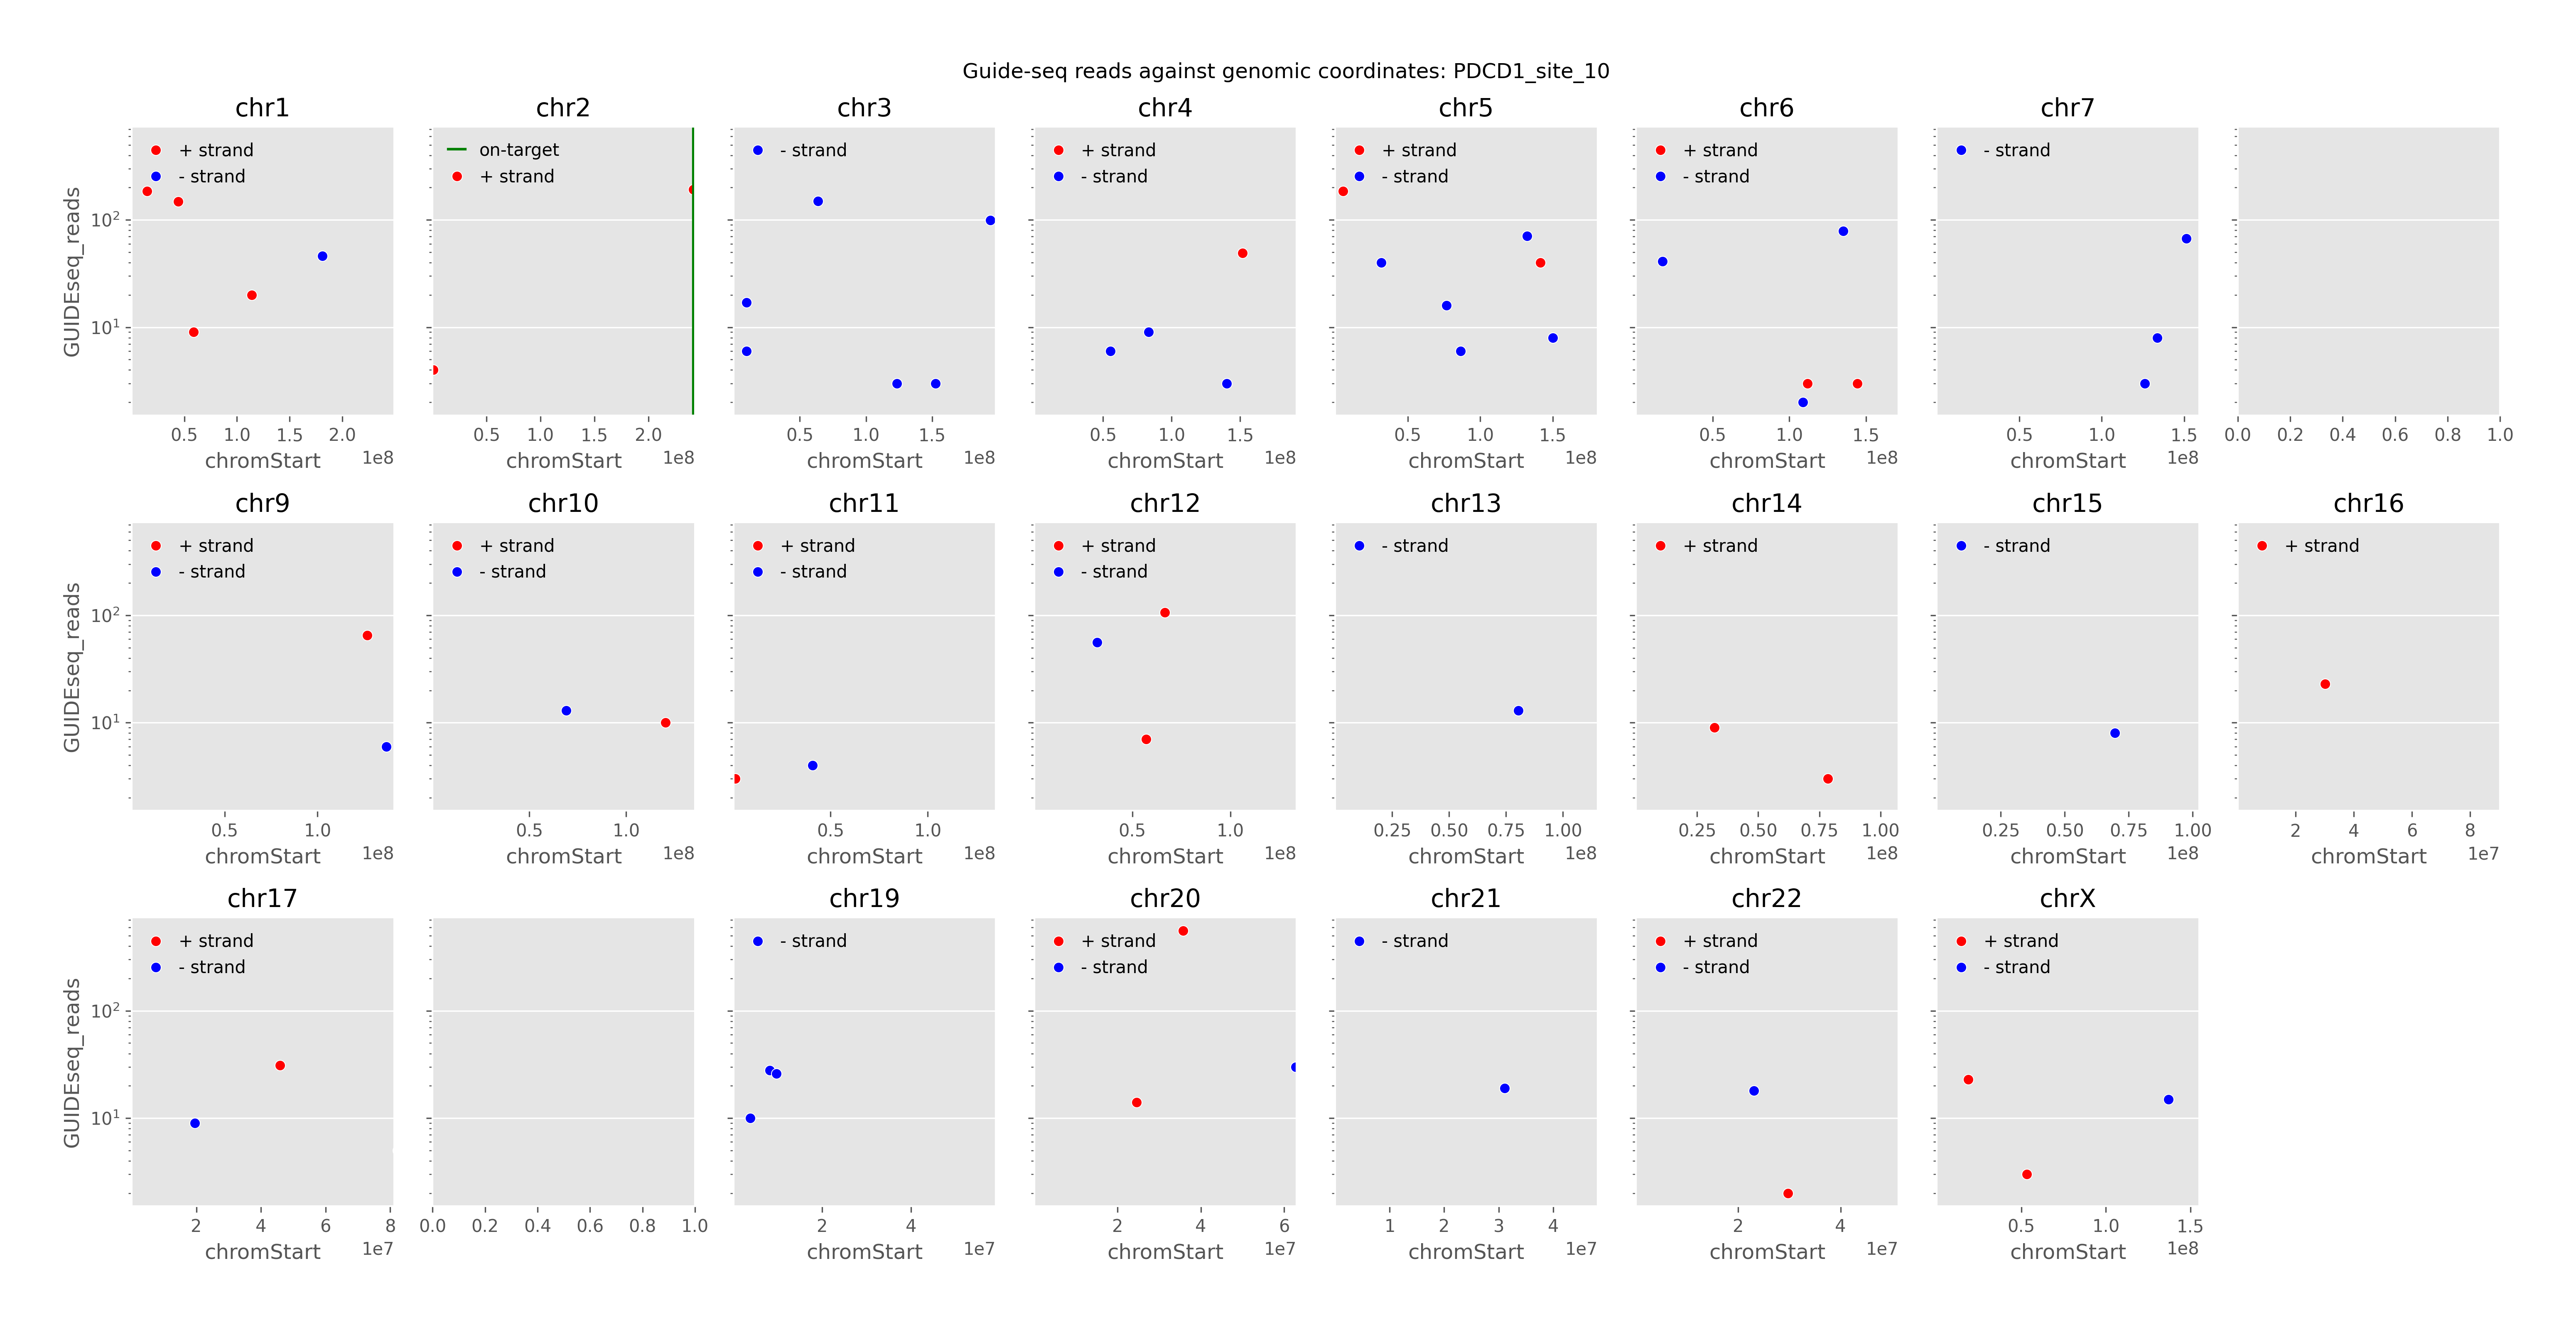 Guide-seq reads against genomic coordinates: PDCD1_site_10
chr1
chr2
chr3
chr4
chr5
chr6
chr7
+ strand
- strand
on-target
+ strand
- strand
+ strand
- strand
+ strand
- strand
+ strand
- strand
- strand
GUIDEseq_reads
10²
10¹
0.5 1.0 1.5 2.0
0.5 1.0 1.5 2.0
0.5 1.0 1.5
0.5 1.0 1.5
0.5 1.0 1.5
0.5 1.0 1.5
0.5 1.0 1.5
0.0 0.2 0.4 0.6 0.8 1.0
chromStart 1e8
chromStart 1e8
chromStart 1e8
chromStart 1e8
chromStart 1e8
chromStart 1e8
chromStart 1e8
chr9
chr10
chr11
chr12
chr13
chr14
chr15
chr16
+ strand
- strand
+ strand
- strand
+ strand
- strand
+ strand
- strand
- strand
+ strand
- strand
+ strand
GUIDEseq_reads
10²
10¹
0.5 1.0
0.5 1.0
0.5 1.0
0.5 1.0
0.25 0.50 0.75 1.00
0.25 0.50 0.75 1.00
0.25 0.50 0.75 1.00
2 4 6 8
chromStart 1e8
chromStart 1e8
chromStart 1e8
chromStart 1e8
chromStart 1e8
chromStart 1e8
chromStart 1e8
chromStart 1e7
chr17
chr19
chr20
chr21
chr22
chrX
+ strand
- strand
- strand
+ strand
- strand
- strand
+ strand
- strand
+ strand
- strand
GUIDEseq_reads
10²
10¹
2 4 6 8
0.0 0.2 0.4 0.6 0.8 1.0
2 4
2 4 6
1 2 3 4
2 4
0.5 1.0 1.5
chromStart 1e7
chromStart 1e7
chromStart 1e7
chromStart 1e7
chromStart 1e7
chromStart 1e8